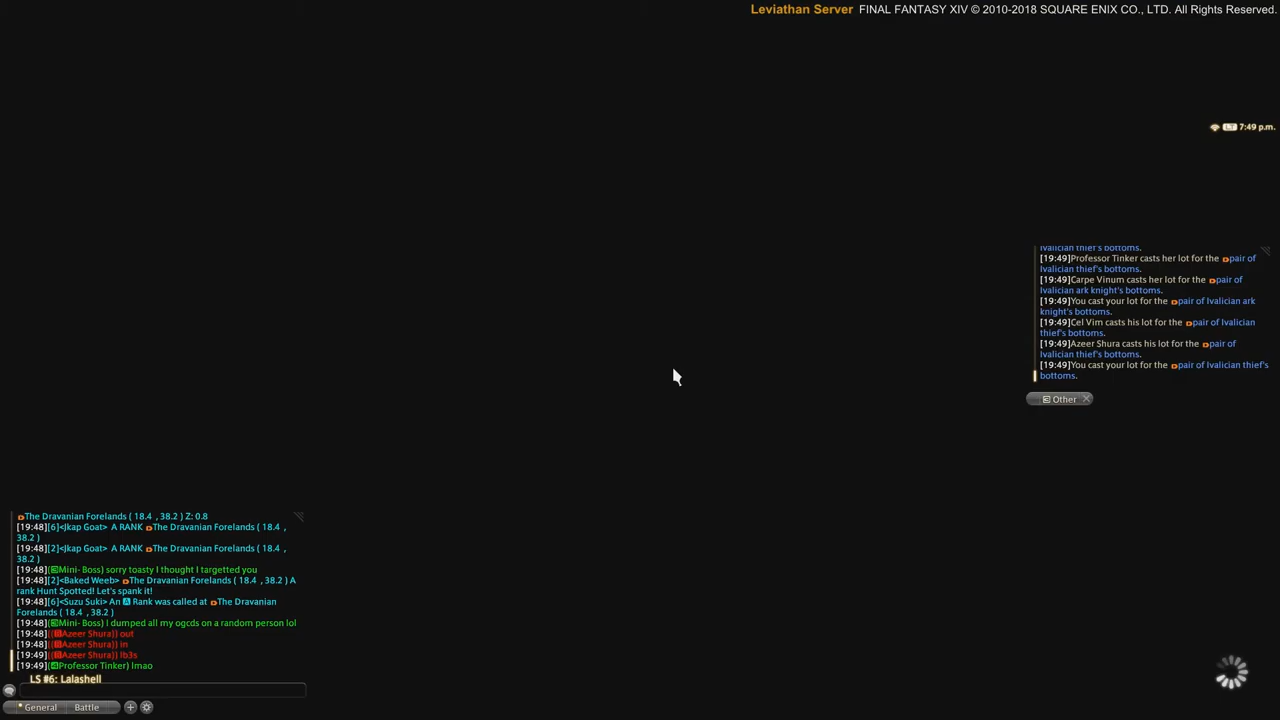 Leviathan Server FINAL FANTASY XIV © 2010-2018 SQUARE ENIX CO., LTD. All Rights Reserved.
LT 7:49 p.m.
Ivalician thief's bottoms.
[19:49]Professor Tinker casts her lot for the pair of
Ivalician thief's bottoms.
[19:49]Carpe Vinum casts her lot for the pair of
Ivalician ark knight's bottoms.
[19:49]You cast your lot for the pair of Ivalician ark
knight's bottoms.
[19:49]Cel Vim casts his lot for the pair of Ivalician
thief's bottoms.
[19:49]Azeer Shura casts his lot for the pair of
Ivalician thief's bottoms.
[19:49]You cast your lot for the pair of Ivalician thief's
bottoms.
Other
The Dravanian Forelands ( 18.4 , 38.2 ) Z: 0.8
[19:48][6]<Jkap Goat> A RANK The Dravanian Forelands ( 18.4 ,
38.2 )
[19:48][2]<Jkap Goat> A RANK The Dravanian Forelands ( 18.4 ,
38.2 )
[19:48](Mini- Boss) sorry toasty I thought I targetted you
[19:48][2]<Baked Weeb> The Dravanian Forelands ( 18.4 , 38.2 ) A
rank Hunt Spotted! Let's spank it!
[19:48][6]<Suzu Suki> An A Rank was called at The Dravanian
Forelands ( 18.4 , 38.2 )
[19:48](Mini- Boss) I dumped all my ogcds on a random person lol
[19:48]((Azeer Shura)) out
[19:48]((Azeer Shura)) in
[19:49]((Azeer Shura)) lb3s
[19:49](Professor Tinker) lmao
LS #6: Lalashell
General Battle